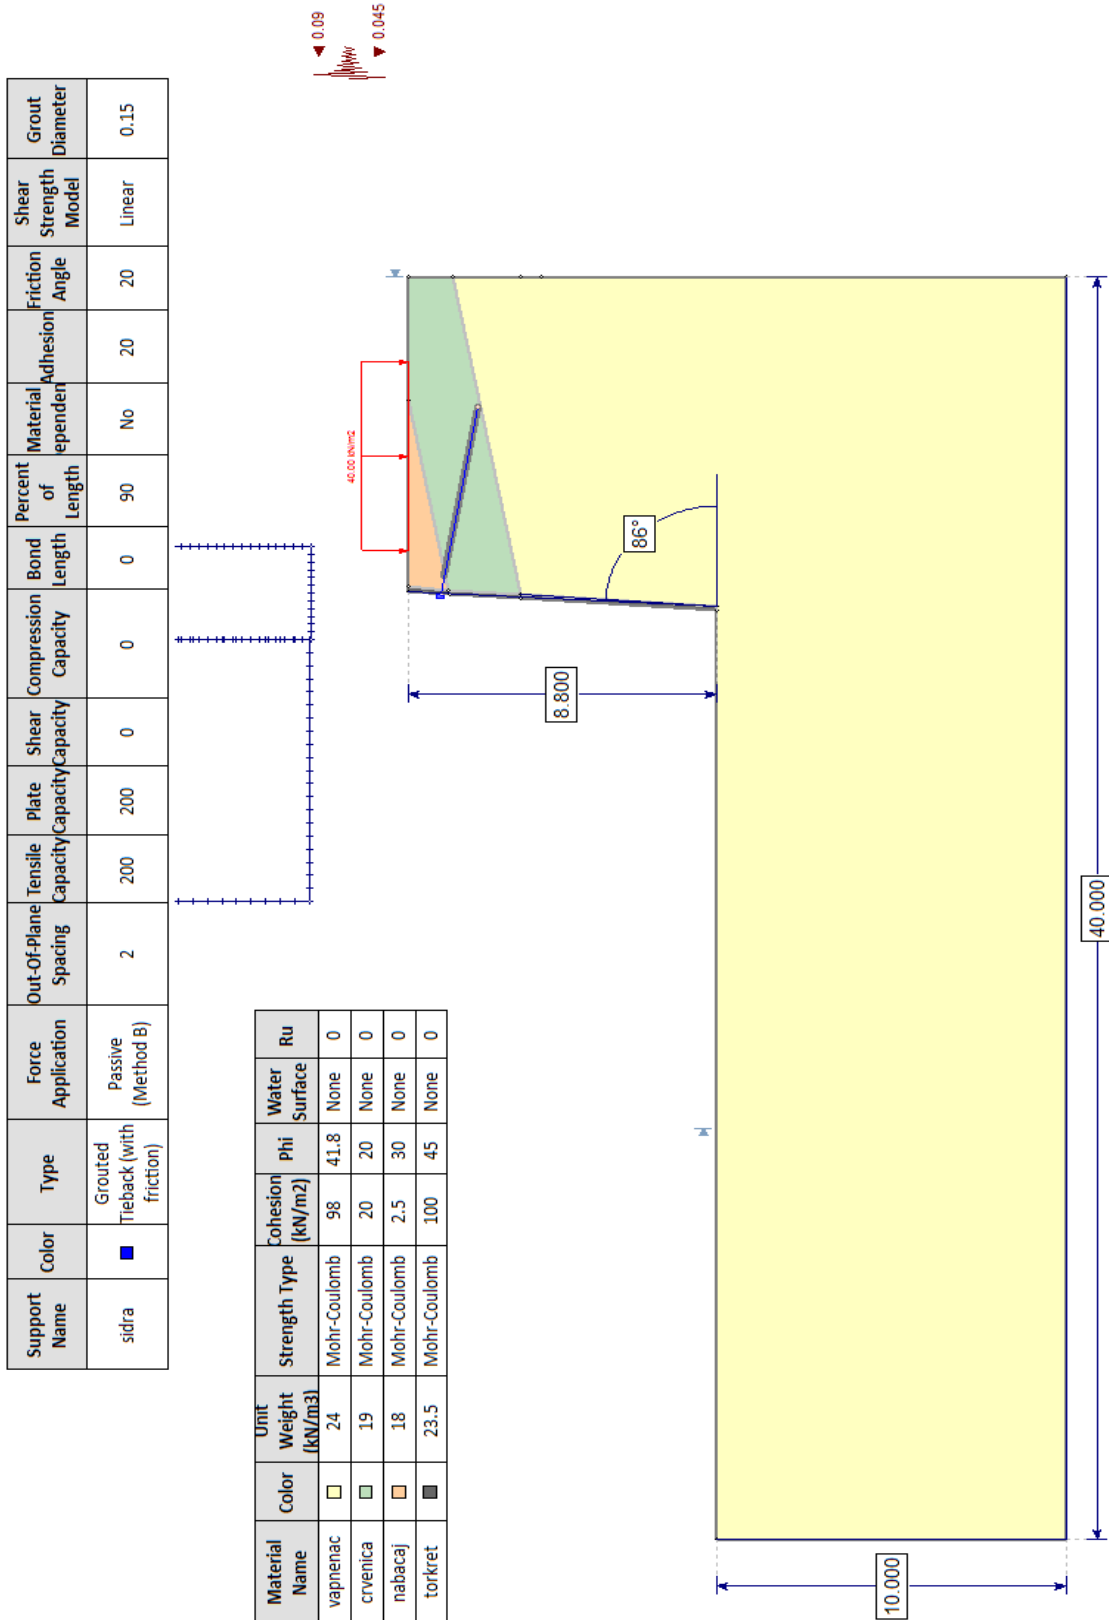 Support Name	Color	Type	Force Application	Out-Of-Plane Spacing	Tensile Capacity	Plate Capacity	Shear Capacity	Compression Capacity	Bond Length	Percent of Length	Material ependen	Adhesion	Friction Angle	Shear Strength Model	Grout Diameter
sidra	Grouted Tieback (with friction)	Passive (Method B)	2	200	200	0	0	0	90	No	20	20	Linear	0.15
Material Name	Color	Unit Weight (kN/m3)	Strength Type	Cohesion (kN/m2)	Phi	Water Surface	Ru
vapnenac	24	Mohr-Coulomb	98	41.8	None	0
crvenica	19	Mohr-Coulomb	20	20	None	0
nabacaj	18	Mohr-Coulomb	2.5	30	None	0
torkret	23.5	Mohr-Coulomb	100	45	None	0
0.09
0.045
40.00 kN/m2
86°
8.800
10.000
40.000